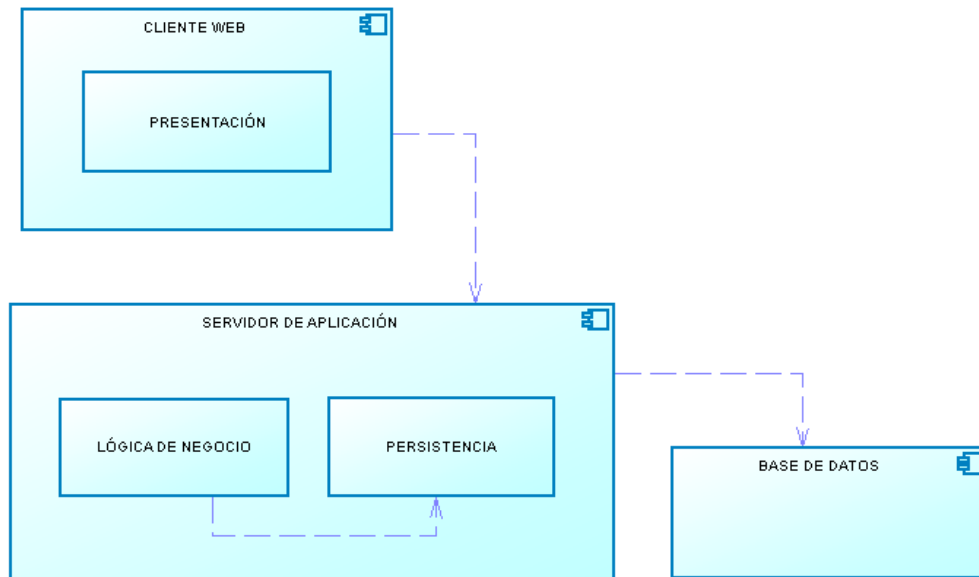 CLIENTE WEB
PRESENTACIÓN
SERVIDOR DE APLICACIÓN
LÓGICA DE NEGOCIO
PERSISTENCIA
BASE DE DATOS